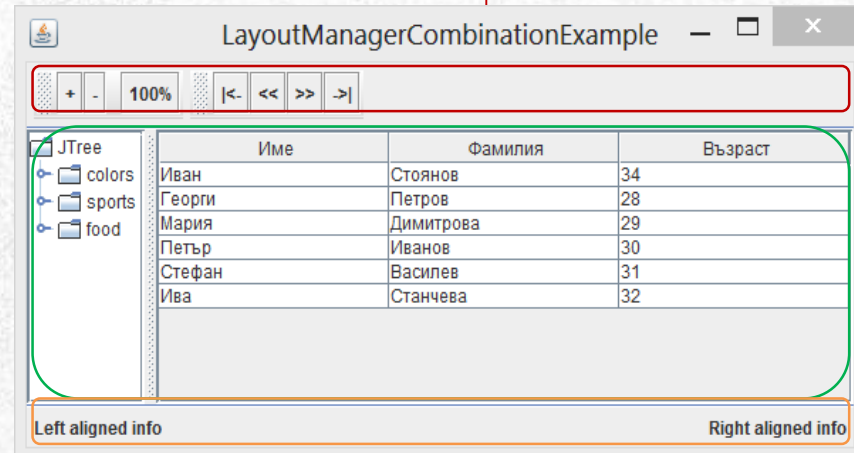 LayoutManagerCombinationExample
+ - 100% |<- << >> ->|
JTree
colors
sports
food
Име Фамилия Възраст
Иван Стоянов 34
Георги Петров 28
Мария Димитрова 29
Петър Иванов 30
Стефан Василев 31
Ива Станчева 32
Left aligned info Right aligned info